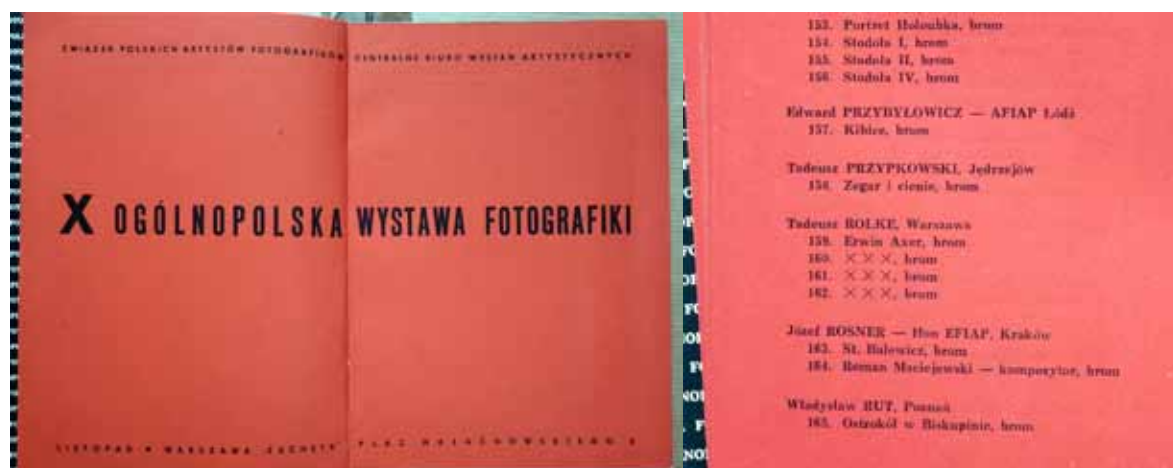 ZWIĄZEK POLSKICH ARTYSTÓW FOTOGRAFIKÓW CENTRALNE BIURO WYSTAW ARTYSTYCZNYCH
X OGÓLNOPOLSKA WYSTAWA FOTOGRAFIKI
LISTOPAD WARSZAWA ZACHĘTA PLAC MAŁACHOWSKIEGO 3
153. Portret Holoubka, brom
154. Stodoła I, brom
155. Stodoła II, brom
156. Stodoła IV, brom
Edward PRZYBYŁOWICZ — AFIAP Łódź
157. Kibice, brom
Tadeusz PRZYPKOWSKI, Jędrzejów
158. Zegar i cienie, brom
Tadeusz ROLKE, Warszawa
159. Erwin Axer, brom
160. ×××, brom
161. ×××, brom
162. ×××, brom
Józef ROSNER — Hon EFIAP, Kraków
163. St. Balewicz, brom
164. Roman Maciejewski — kompozytor, brom
Władysław RUT, Poznań
165. Ostrokół w Biskupinie, brom